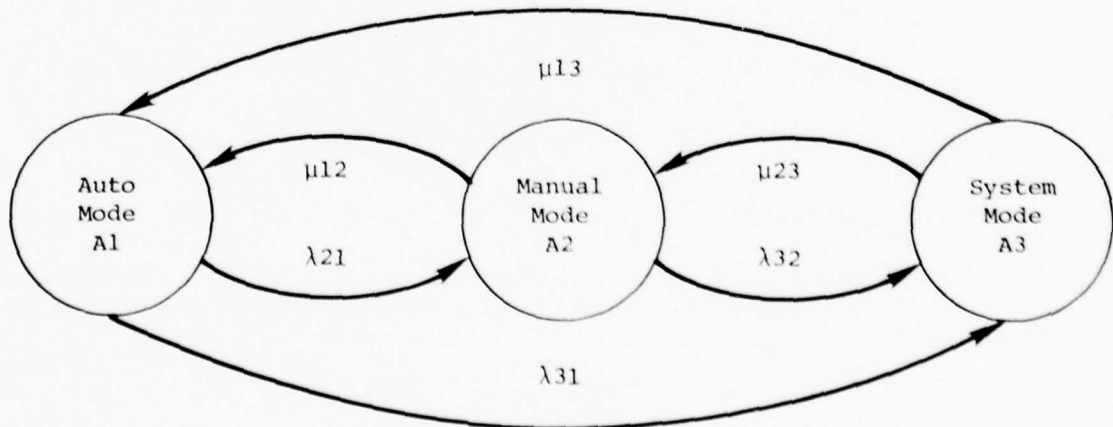 μ13
Auto
Mode
A1
μ12
λ21
Manual
Mode
A2
μ23
λ32
System
Mode
A3
λ31